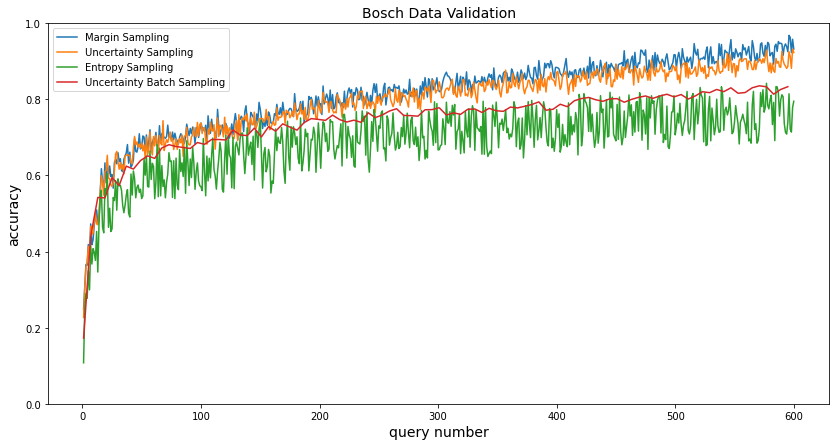 Bosch Data Validation
Margin Sampling
Uncertainty Sampling
Entropy Sampling
Uncertainty Batch Sampling
accuracy
1.0
0.8
0.6
0.4
0.2
0.0
0
100
200
300
400
500
600
query number